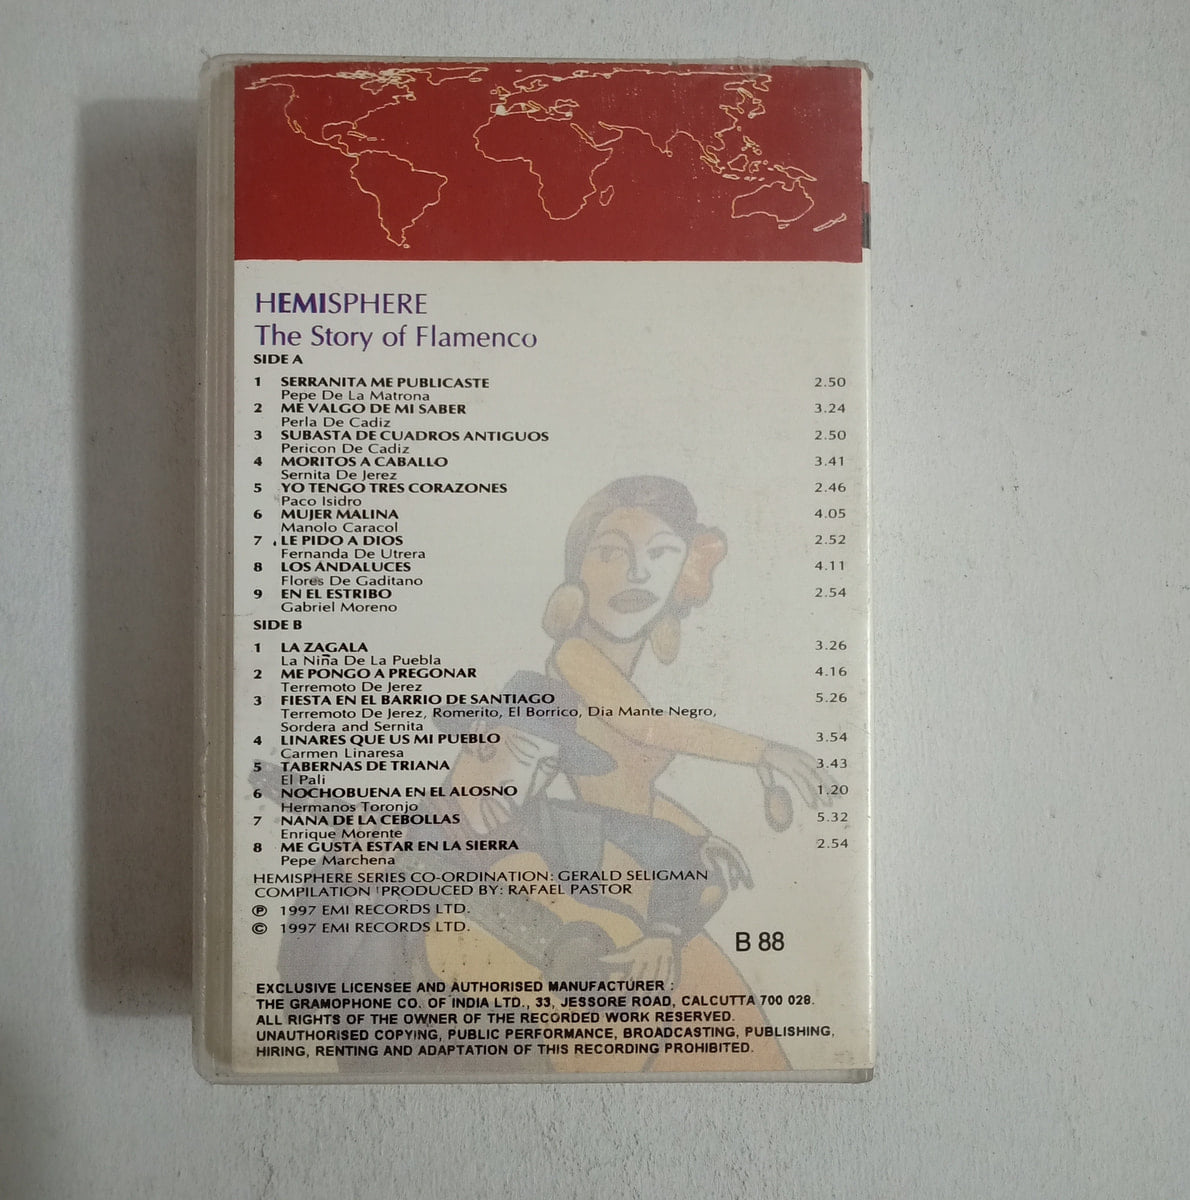 HEMISPHERE
The Story of Flamenco
SIDE A
1 SERRANITA ME PUBLICASTE 2.50
Pepe De La Matrona
2 ME VALGO DE MI SABER 3.24
Perla De Cadiz
3 SUBASTA DE CUADROS ANTIGUOS 2.50
Pericon De Cadiz
4 MORITOS A CABALLO 3.41
Sernita De Jerez
5 YO TENGO TRES CORAZONES 2.46
Paco Isidro
6 MUJER MALINA 4.05
Manolo Caracol
7 LE PIDO A DIOS 2.52
Fernanda De Utrera
8 LOS ANDALUCES 4.11
Flores De Gaditano
9 EN EL ESTRIBO 2.54
Gabriel Moreno
SIDE B
1 LA ZAGALA 3.26
La Niña De La Puebla
2 ME PONGO A PREGONAR 4.16
Terremoto De Jerez
3 FIESTA EN EL BARRIO DE SANTIAGO 5.26
Terremoto De Jerez, Romerito, El Borrico, Dia Mante Negro,
Sordera and Sernita
4 LINARES QUE US MI PUEBLO 3.54
Carmen Linaresa
5 TABERNAS DE TRIANA 3.43
El Pali
6 NOCHOBUENA EN EL ALOSNO 1.20
Hermanos Toronjo
7 NANA DE LA CEBOLLAS 5.32
Enrique Morente
8 ME GUSTA ESTAR EN LA SIERRA 2.54
Pepe Marchena
HEMISPHERE SERIES CO-ORDINATION: GERALD SELIGMAN
COMPILATION PRODUCED BY: RAFAEL PASTOR
℗ 1997 EMI RECORDS LTD.
© 1997 EMI RECORDS LTD.
B 88
EXCLUSIVE LICENSEE AND AUTHORISED MANUFACTURER :
THE GRAMOPHONE CO. OF INDIA LTD., 33, JESSORE ROAD, CALCUTTA 700 028.
ALL RIGHTS OF THE OWNER OF THE RECORDED WORK RESERVED.
UNAUTHORISED COPYING, PUBLIC PERFORMANCE, BROADCASTING, PUBLISHING,
HIRING, RENTING AND ADAPTATION OF THIS RECORDING PROHIBITED.